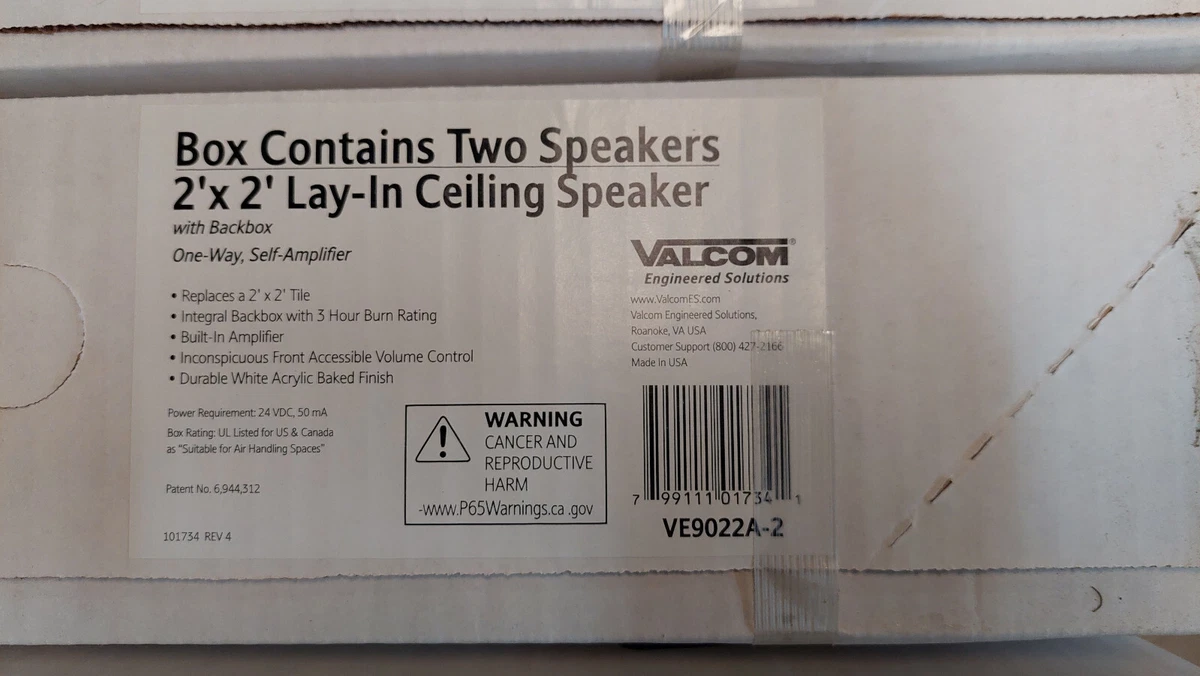 Box Contains Two Speakers
2'x 2' Lay-In Ceiling Speaker
with Backbox
One-Way, Self-Amplifier
• Replaces a 2' x 2' Tile
• Integral Backbox with 3 Hour Burn Rating
• Built-In Amplifier
• Inconspicuous Front Accessible Volume Control
• Durable White Acrylic Baked Finish
Power Requirement: 24 VDC, 50 mA
Box Rating: UL Listed for US & Canada
as "Suitable for Air Handling Spaces"
Patent No. 6,944,312
101734 REV 4
WARNING
CANCER AND
REPRODUCTIVE
HARM
-www.P65Warnings.ca .gov
VALCOM®
Engineered Solutions
www.ValcomES.com
Valcom Engineered Solutions,
Roanoke, VA USA
Customer Support (800) 427-2166
Made In USA
7 99111 01734 1
VE9022A-2